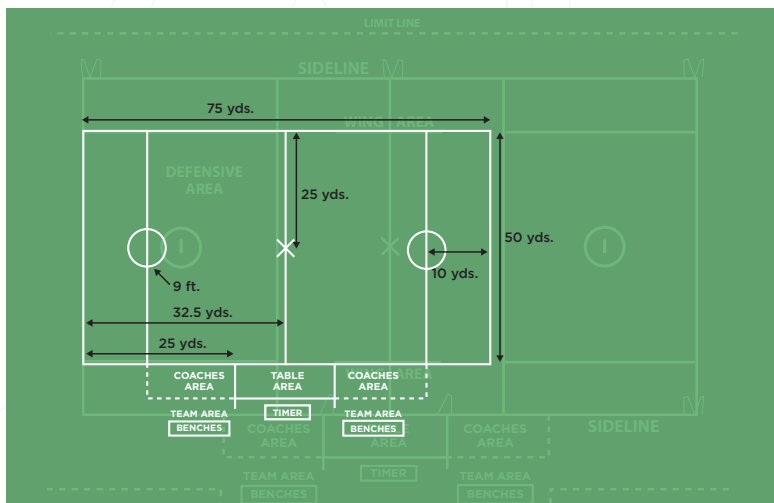 LIMIT LINE
SIDELINE
75 yds.
WING AREA
DEFENSIVE
AREA
25 yds.
50 yds.
10 yds.
9 ft.
32.5 yds.
25 yds.
COACHES
AREA
TABLE
AREA
COACHES
AREA
AREA
TEAM AREA
BENCHES
TIMER
TEAM AREA
BENCHES
COACHES
AREA
AREA
COACHES
AREA
SIDELINE
TIMER
TEAM AREA
BENCHES
TEAM AREA
BENCHES